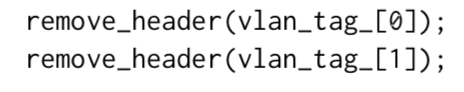 remove_header(vlan_tag_[0]);
remove_header(vlan_tag_[1]);